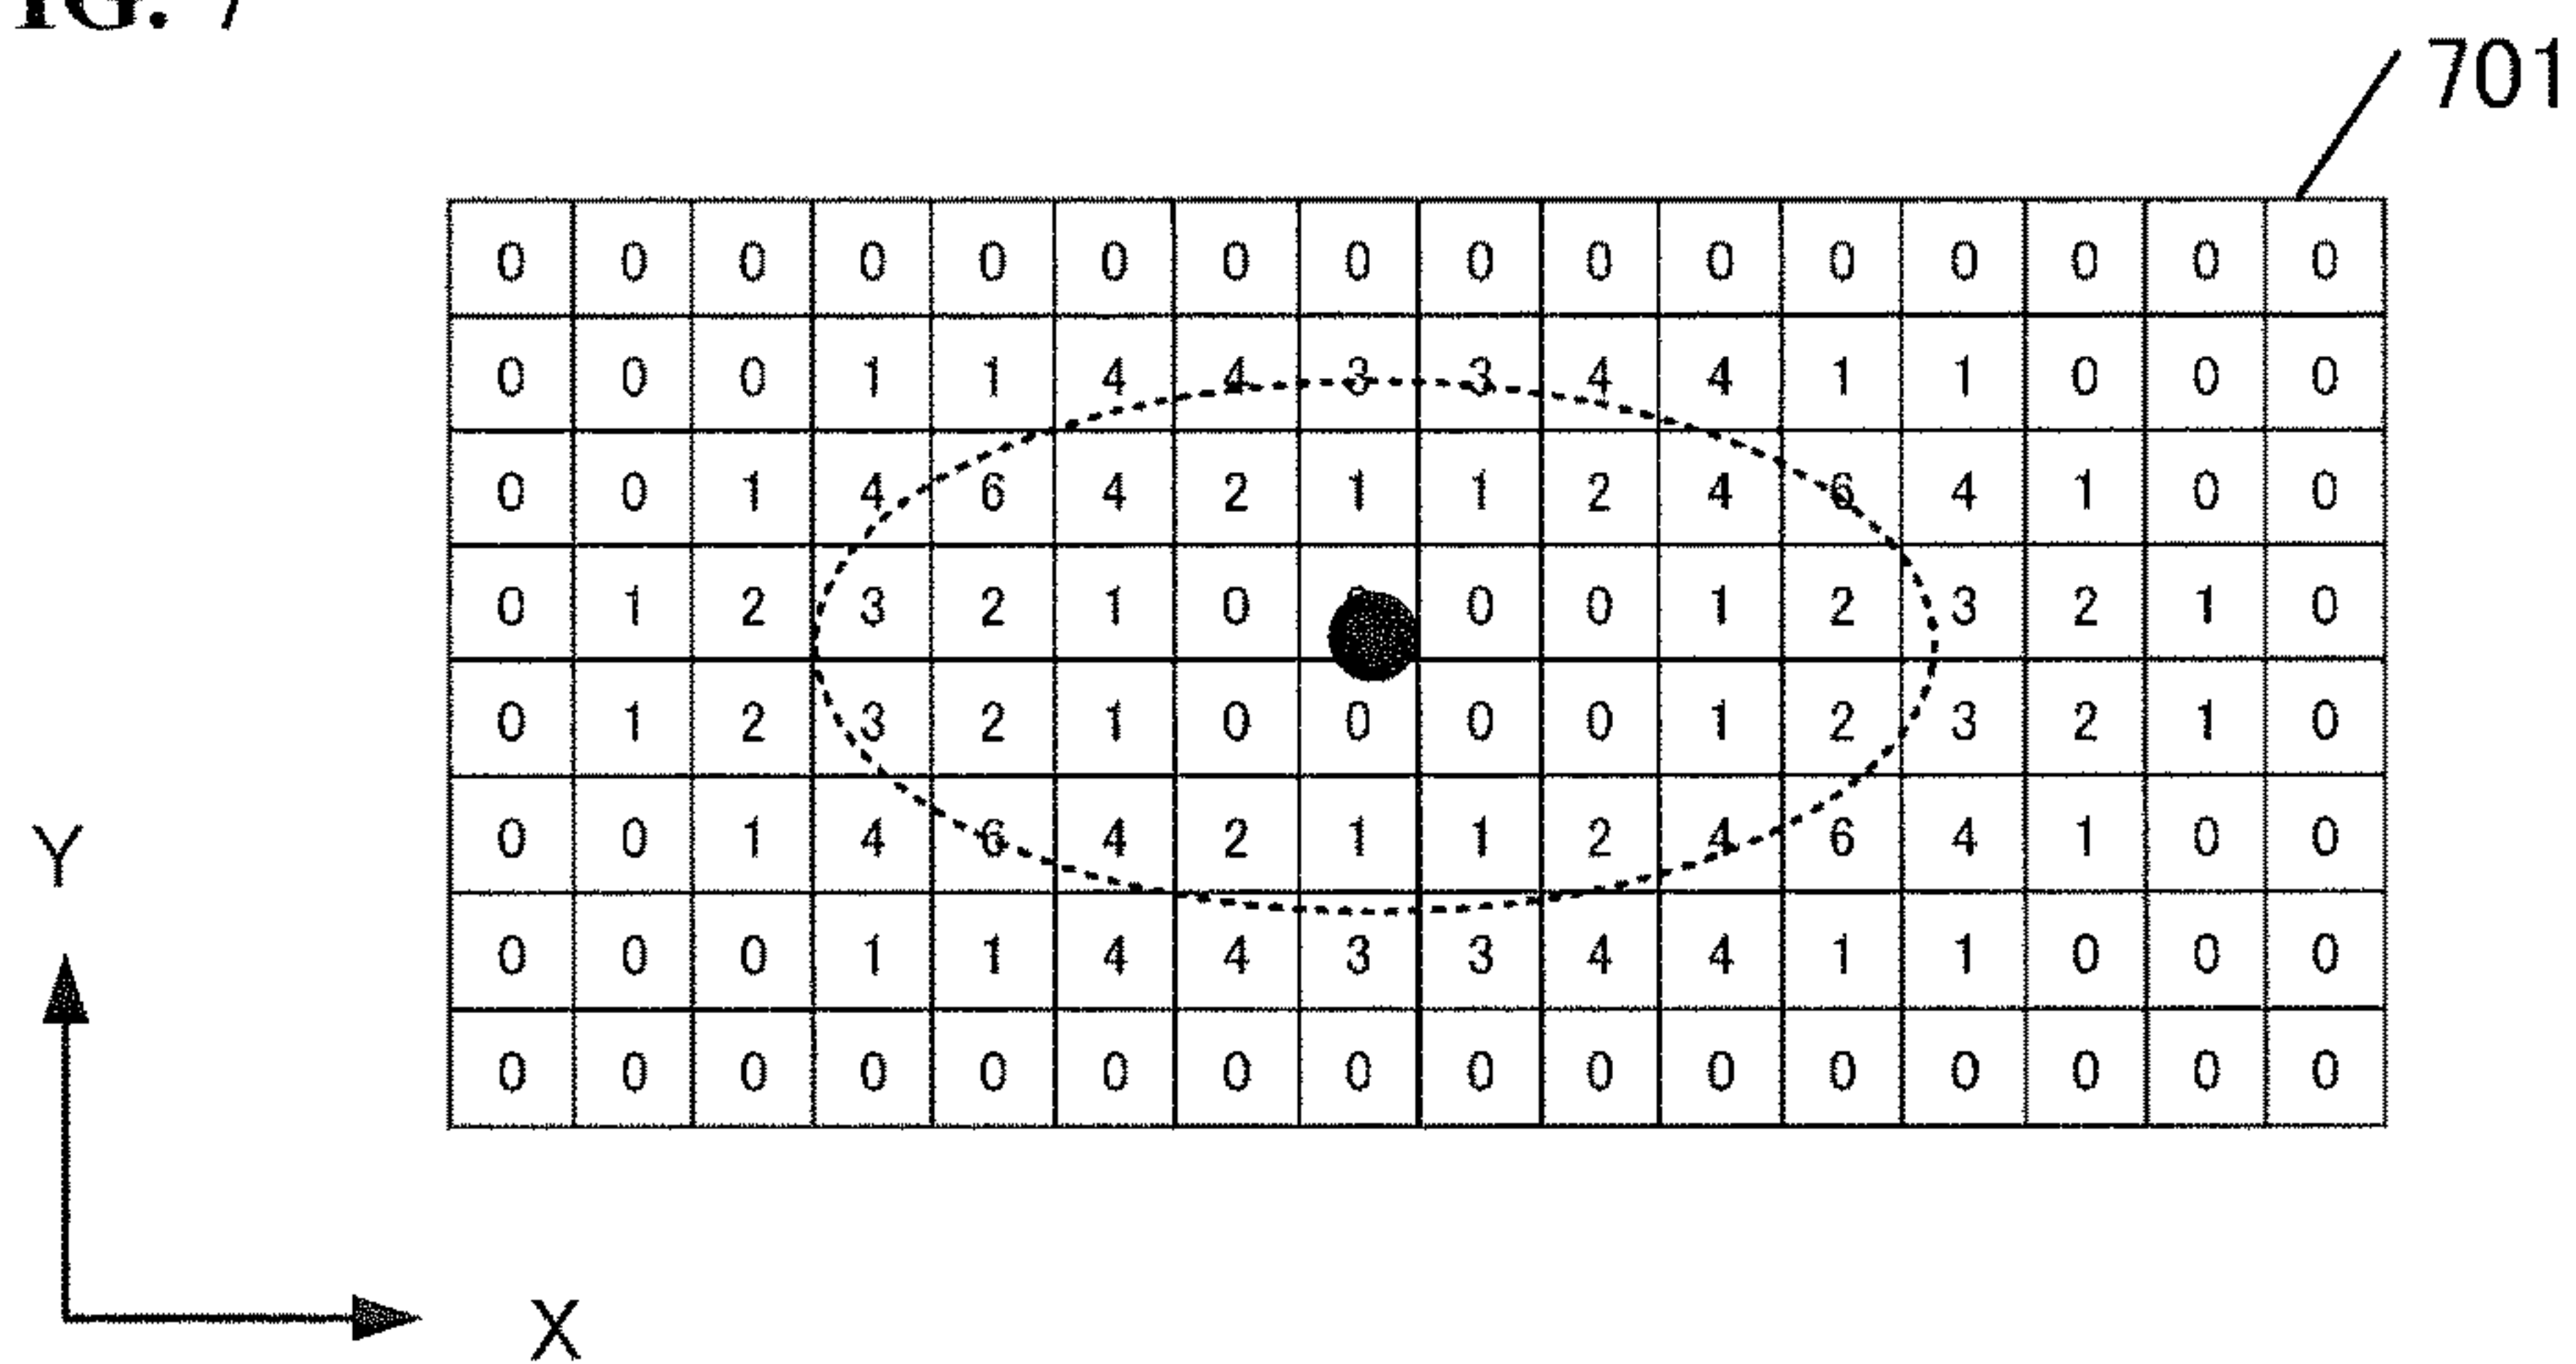 FIG. 7
701
0 0 0 0 0 0 0 0 0 0 0 0 0 0 0 0
0 0 0 1 1 4 4 3 3 4 4 1 1 0 0 0
0 0 1 4 6 4 2 1 1 2 4 6 4 1 0 0
0 1 2 3 2 1 0 0 0 1 2 3 2 1 0
0 1 2 3 2 1 0 0 0 0 1 2 3 2 1 0
0 0 1 4 6 4 2 1 1 2 4 6 4 1 0 0
0 0 0 1 1 4 4 3 3 4 4 1 1 0 0 0
0 0 0 0 0 0 0 0 0 0 0 0 0 0 0 0
Y
X